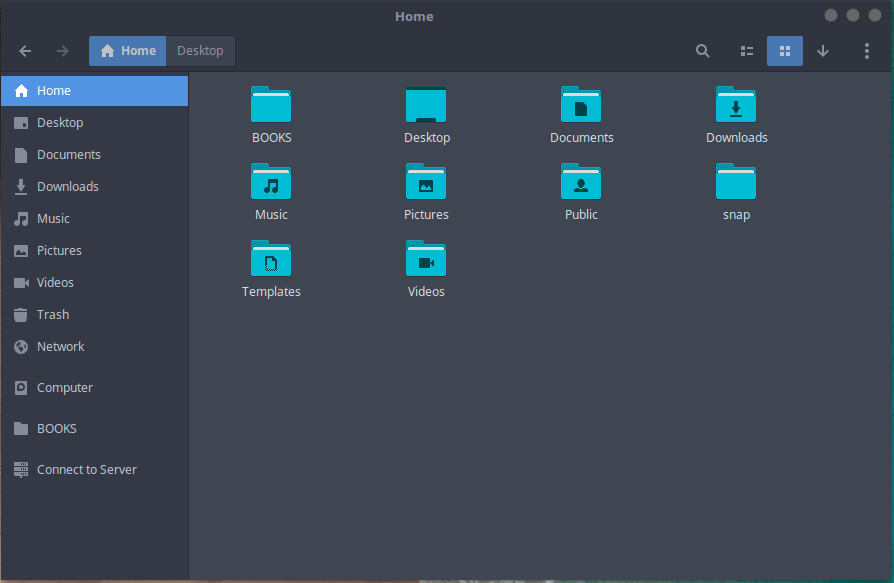 Home
Home Desktop
Home
Desktop
Documents
Downloads
Music
Pictures
Videos
Trash
Network
Computer
BOOKS
Connect to Server
BOOKS Desktop Documents Downloads
Music Pictures Public snap
Templates Videos